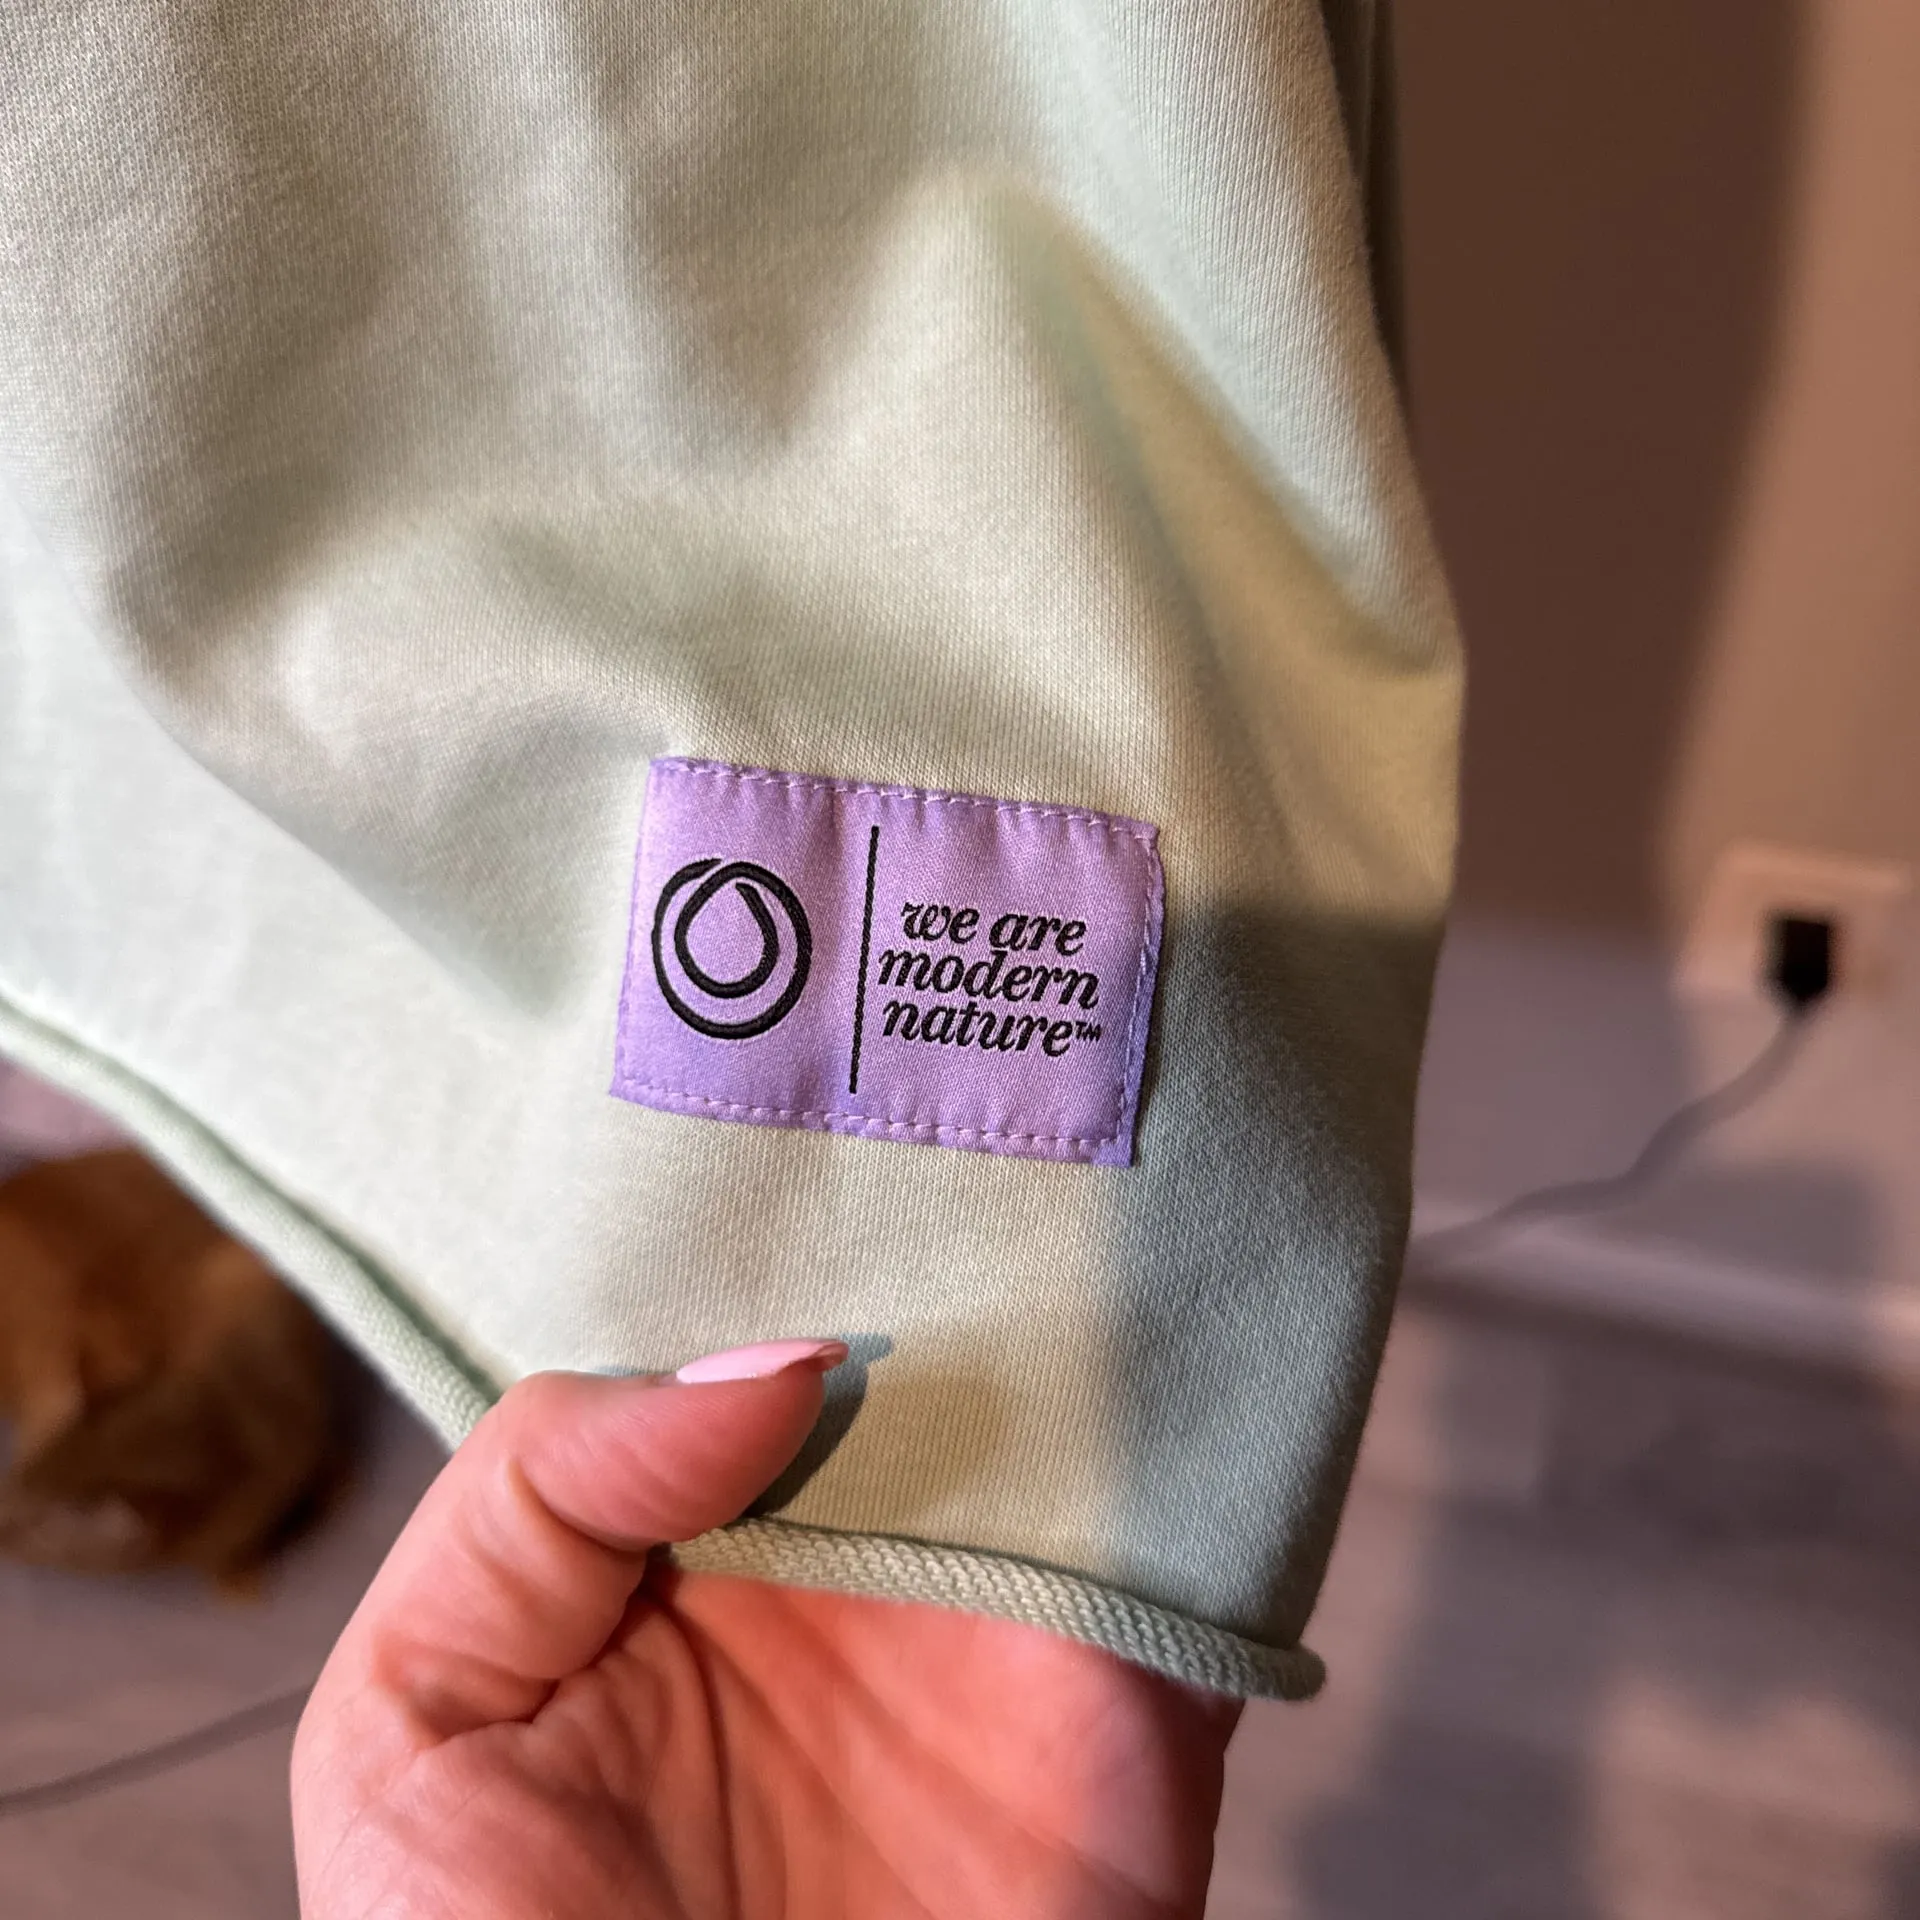 we are
modern
nature™